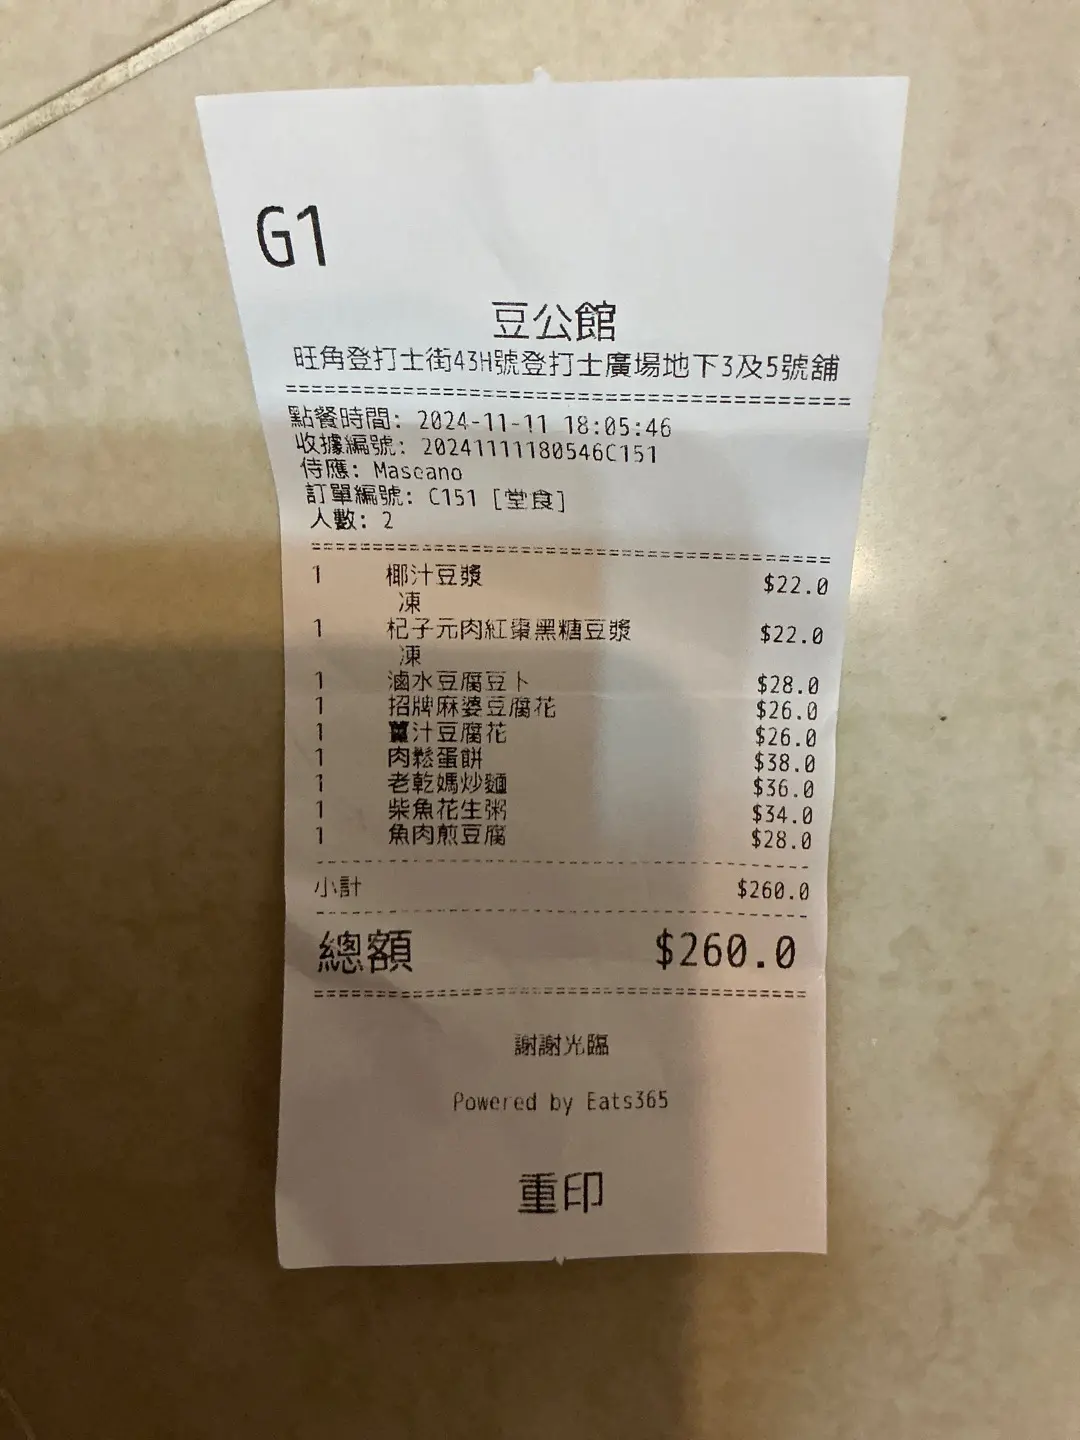 G1
豆公館
旺角登打士街43H號登打士廣場地下3及5號舖
點餐時間: 2024-11-11 18:05:46
收據編號: 20241111180546C151
侍應: Mascano
訂單編號: C151 [堂食]
人數: 2
1 椰汁豆漿 $22.0
凍
1 杞子元肉紅棗黑糖豆漿 $22.0
凍
1 滷水豆腐豆卜 $28.0
1 招牌麻婆豆腐花 $26.0
1 薑汁豆腐花 $26.0
1 肉鬆蛋餅 $38.0
1 老乾媽炒麵 $36.0
1 柴魚花生粥 $34.0
1 魚肉煎豆腐 $28.0
小計 $260.0
總額 $260.0
謝謝光臨
Powered by Eats365
重印